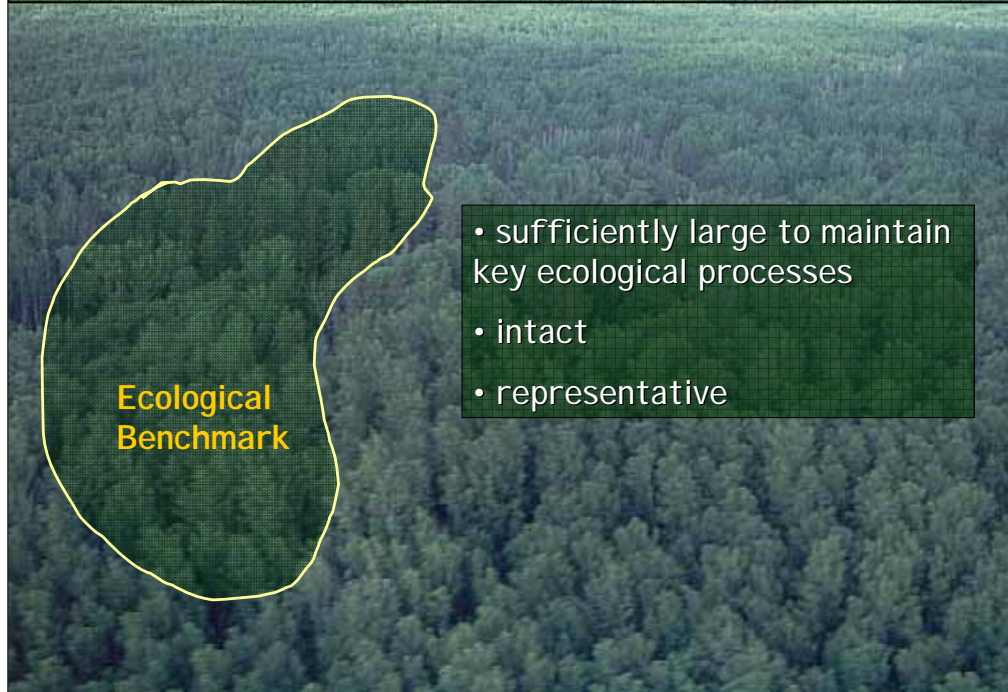 Ecological
Benchmark
• sufficiently large to maintain
key ecological processes
• intact
• representative